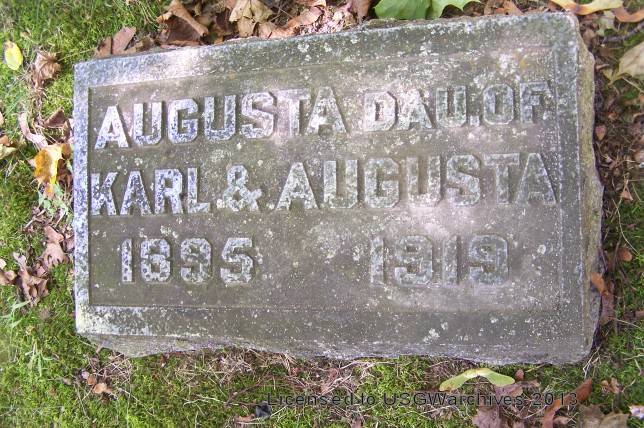 AUGUSTA DAU. OF
KARL & AUGUSTA
1895 1919
Licensed to USGWarchives 2013